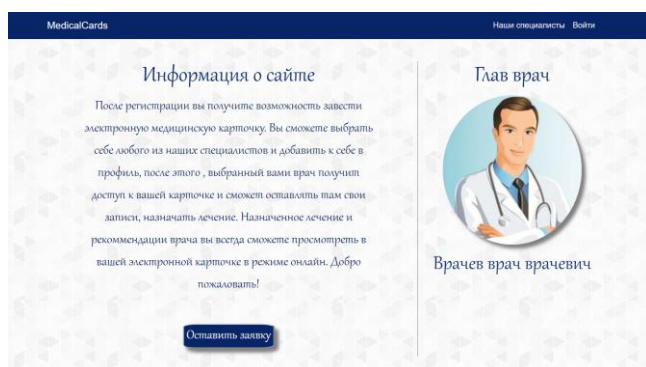 MedicalCards
Наши специалисты Войти
Информация о сайте
После регистрации вы получите возможность завести
электронную медицинскую карточку. Вы сможете выбрать
себе любого из наших специалистов и добавить к себе в
профиль, после этого , выбранный вами врач получит
доступ к вашей карточке и сможет оставлять там свои
записи, назначать лечение. Назначенное лечение и
рекоммендации врача вы всегда сможете просмотреть в
вашей электронной карточке в режиме онлайн. Добро
пожаловать!
Оставить заявку
Глав врач
Врачев врач врачевич